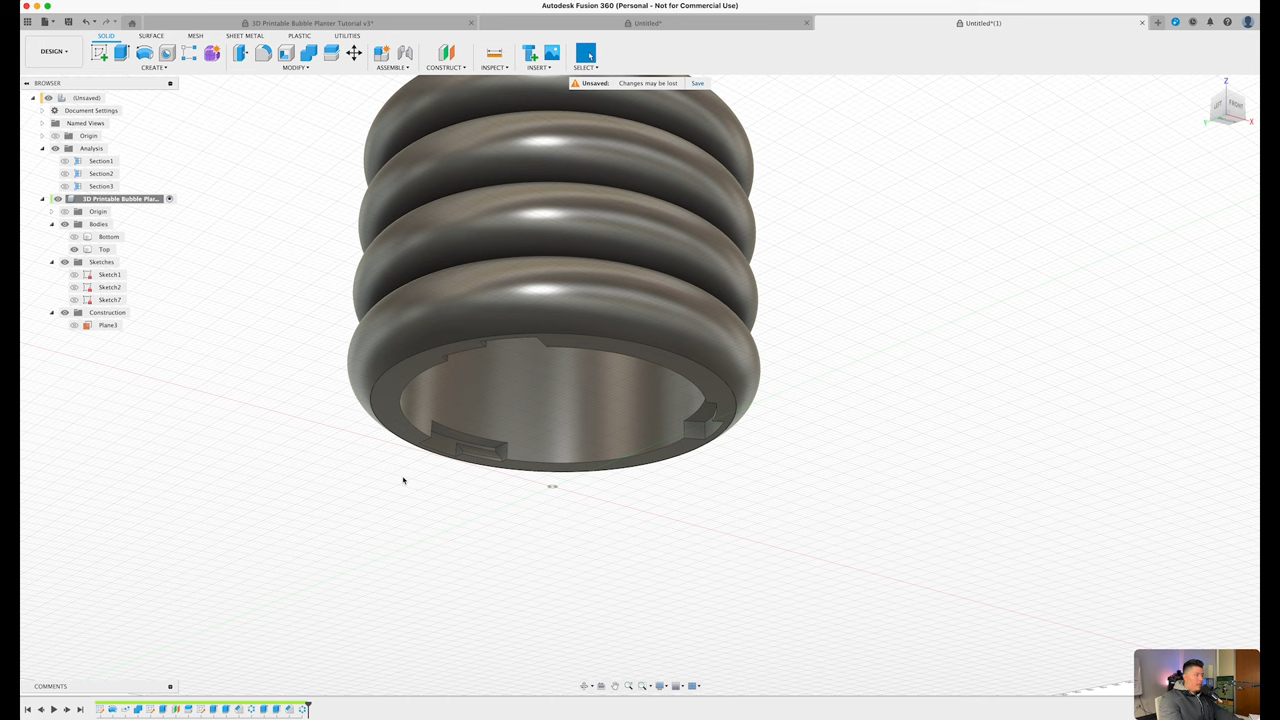 Autodesk Fusion 360 (Personal - Not for Commercial Use)
3D Printable Bubble Planter Tutorial v3*
Untitled*
Untitled*(1)
DESIGN
SOLID
SURFACE
MESH
SHEET METAL
PLASTIC
UTILITIES
CREATE
MODIFY
ASSEMBLE
CONSTRUCT
INSPECT
INSERT
SELECT
BROWSER
Unsaved: Changes may be lost Save
(Unsaved)
Document Settings
Named Views
Origin
Analysis
Section1
Section2
Section3
3D Printable Bubble Plan...
Origin
Bodies
Bottom
Top
Sketches
Sketch1
Sketch2
Sketch7
Construction
Plane3
Z
LEFT
FRONT
Y
X
COMMENTS